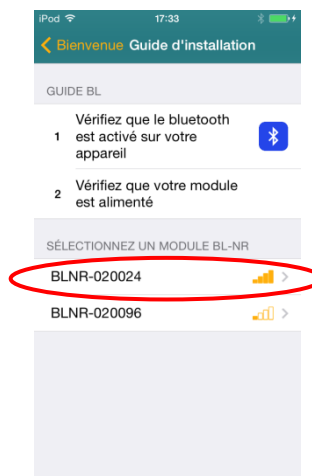 iPod 17:33
Bienvenue Guide d'installation
GUIDE BL
1 Vérifiez que le bluetooth
est activé sur votre
appareil
2 Vérifiez que votre module
est alimenté
SÉLECTIONNEZ UN MODULE BL-NR
BLNR-020024
BLNR-020096